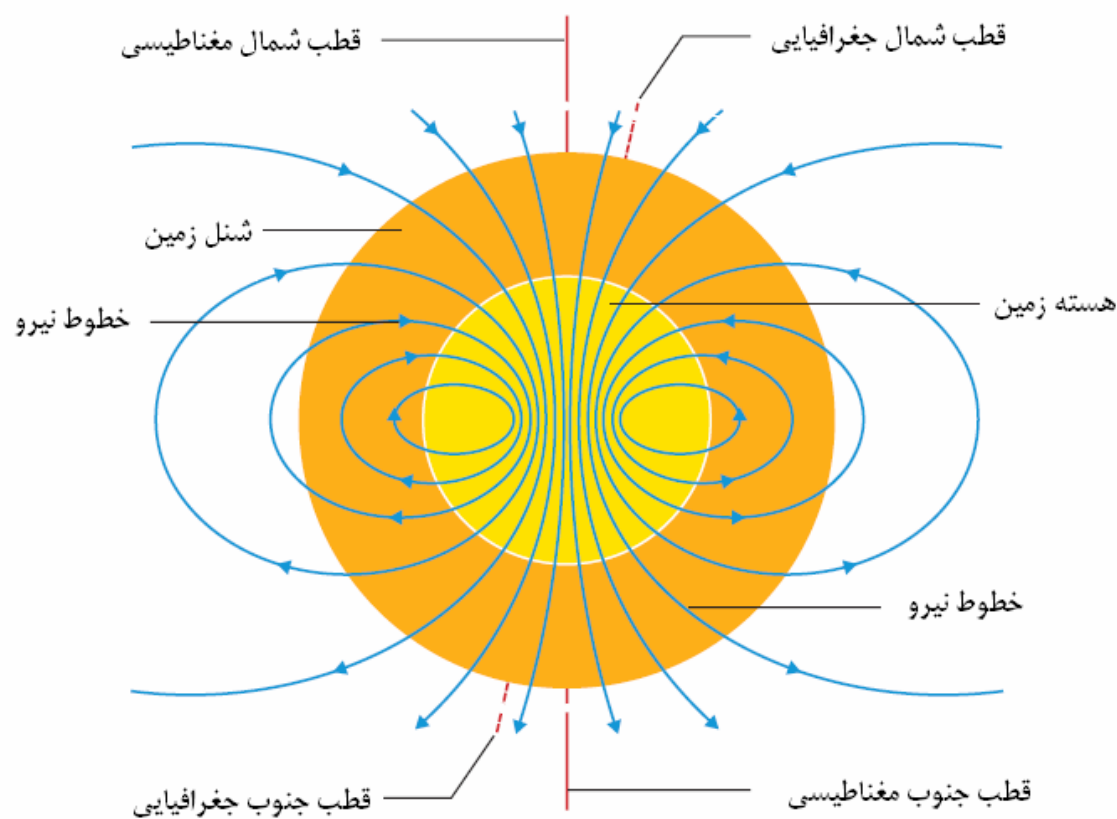 قطب شمال جغرافیایی
قطب شمال مغناطیسی
شنل زمین
هسته زمین
خطوط نیرو
خطوط نیرو
قطب جنوب مغناطیسی
قطب جنوب جغرافیایی